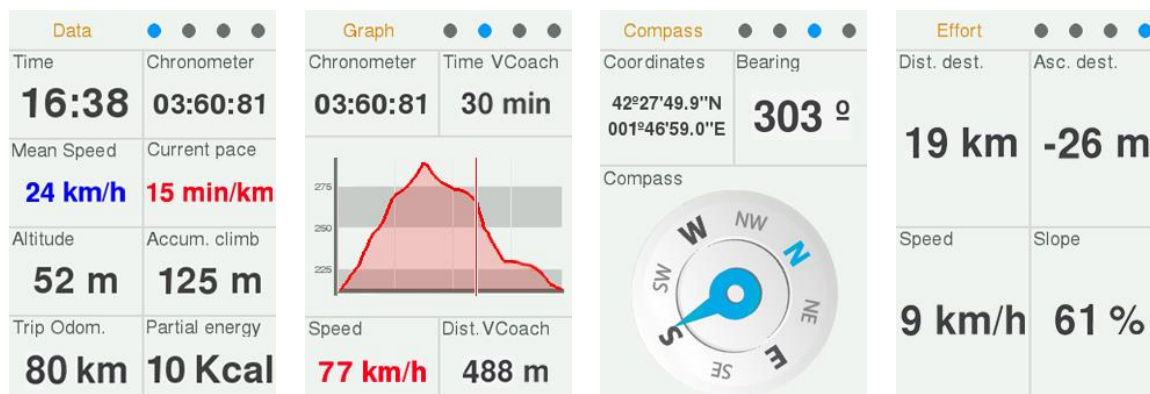 Data
Time
Chronometer
16:38
03:60:81
Mean Speed
Current pace
24 km/h
15 min/km
Altitude
Accum. climb
52 m
125 m
Trip Odom.
Partial energy
80 km
10 Kcal
Graph
Chronometer
Time VCoach
03:60:81
30 min
275
250
225
Speed
Dist. VCoach
77 km/h
488 m
Compass
Coordinates
Bearing
42º27'49.9"N
001º46'59.0"E
303 º
Compass
W
NW
N
NE
E
SE
S
SW
Effort
Dist. dest.
Asc. dest.
19 km
-26 m
Speed
Slope
9 km/h
61 %